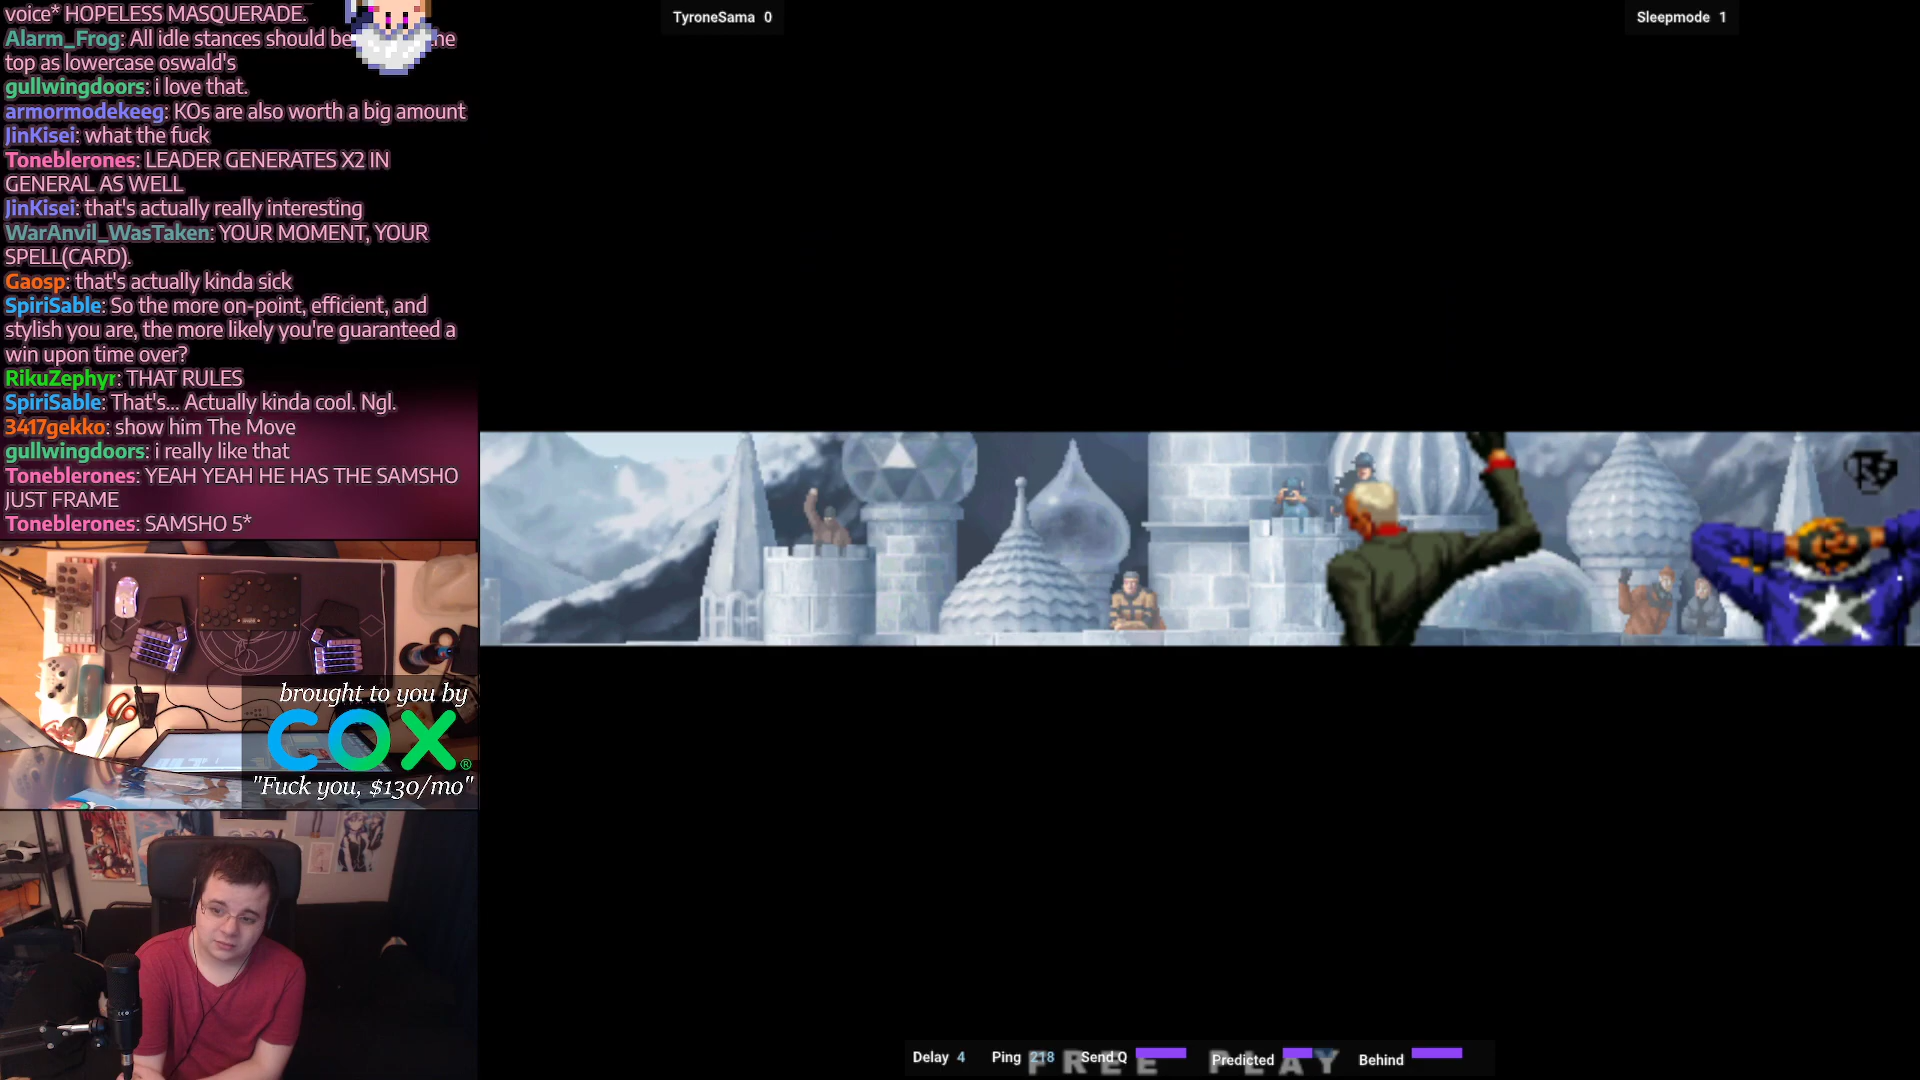 voice* HOPELESS MASQUERADE.
Alarm_Frog: All idle stances should be he
top as lowercase oswald's
gullwingdoors: i love that.
armormodekeeg: KOs are also worth a big amount
JinKisei: what the fuck
Toneblerones: LEADER GENERATES X2 IN
GENERAL AS WELL
JinKisei: that's actually really interesting
WarAnvil_WasTaken: YOUR MOMENT, YOUR
SPELL(CARD).
Gaosp: that's actually kinda sick
SpiriSable: So the more on-point, efficient, and
stylish you are, the more likely you're guaranteed a
win upon time over?
RikuZephyr: THAT RULES
SpiriSable: That's... Actually kinda cool. Ngl.
3417gekko: show him The Move
gullwingdoors: i really like that
Toneblerones: YEAH YEAH HE HAS THE SAMSHO
JUST FRAME
Toneblerones: SAMSHO 5*
brought to you by
COX®
"Fuck you, $130/mo"
TyroneSama 0
Sleepmode 1
Delay 4 Ping 218 Send Q Predicted Behind
FREE PLAY